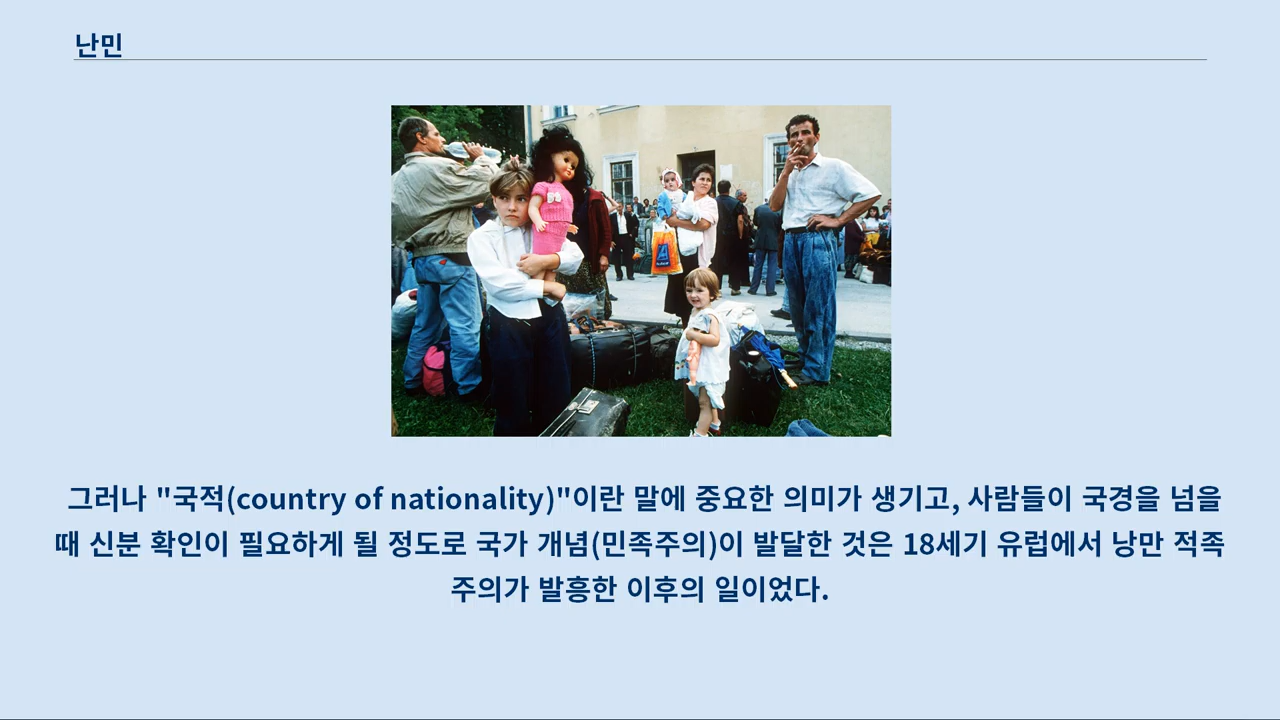 난민
그러나 "국적(country of nationality)"이란 말에 중요한 의미가 생기고, 사람들이 국경을 넘을
때 신분 확인이 필요하게 될 정도로 국가 개념(민족주의)이 발달한 것은 18세기 유럽에서 낭만 적족
주의가 발흥한 이후의 일이었다.